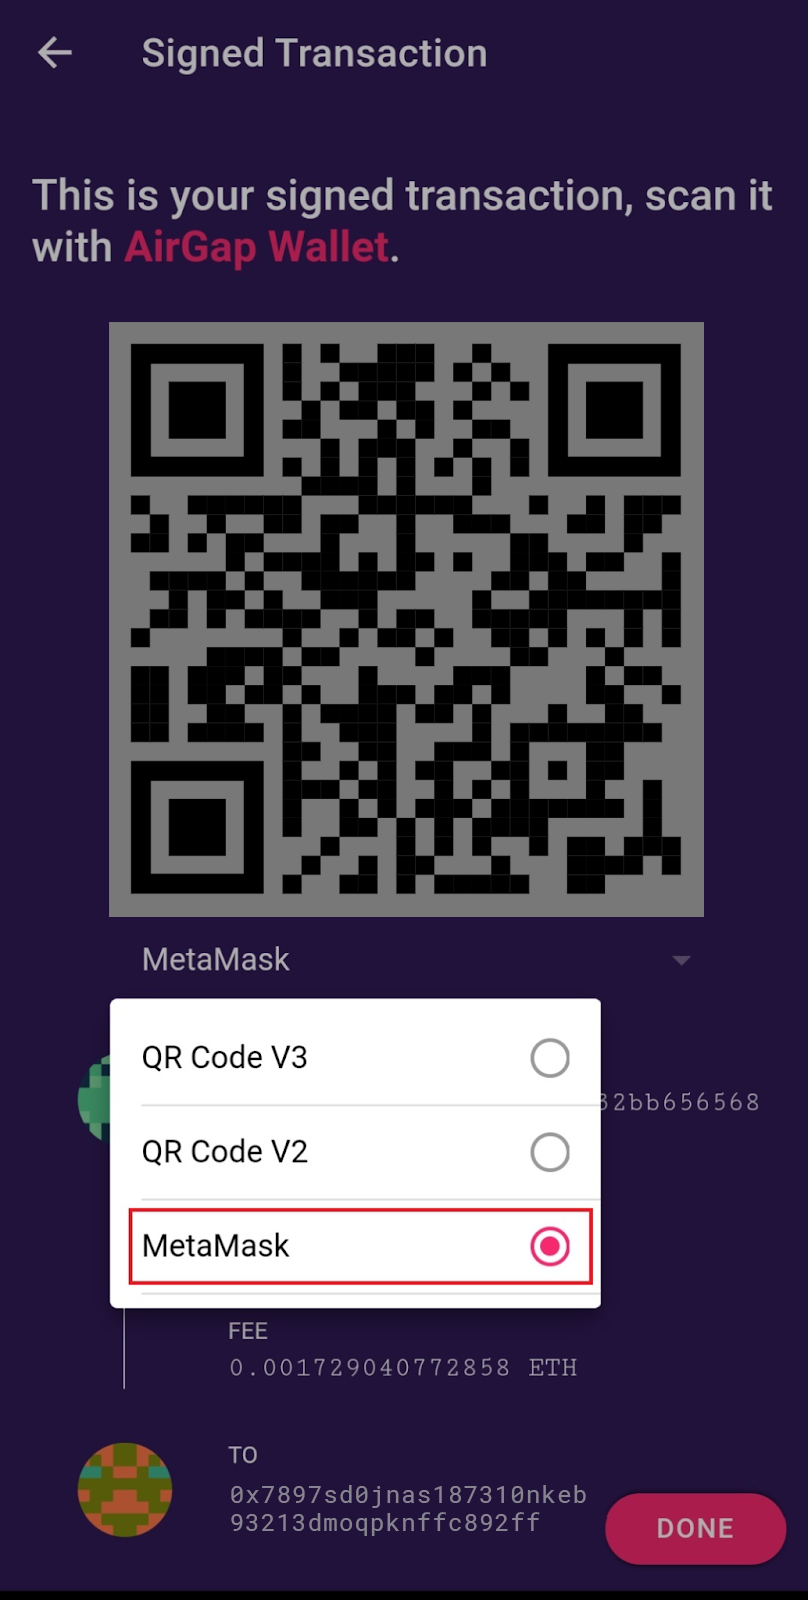 Signed Transaction
This is your signed transaction, scan it
with AirGap Wallet.
MetaMask
QR Code V3
32bb656568
QR Code V2
MetaMask
FEE
0.001729040772858 ETH
TO
0x7897sd0jnas187310nkeb
93213dmoqpknffc892ff
DONE